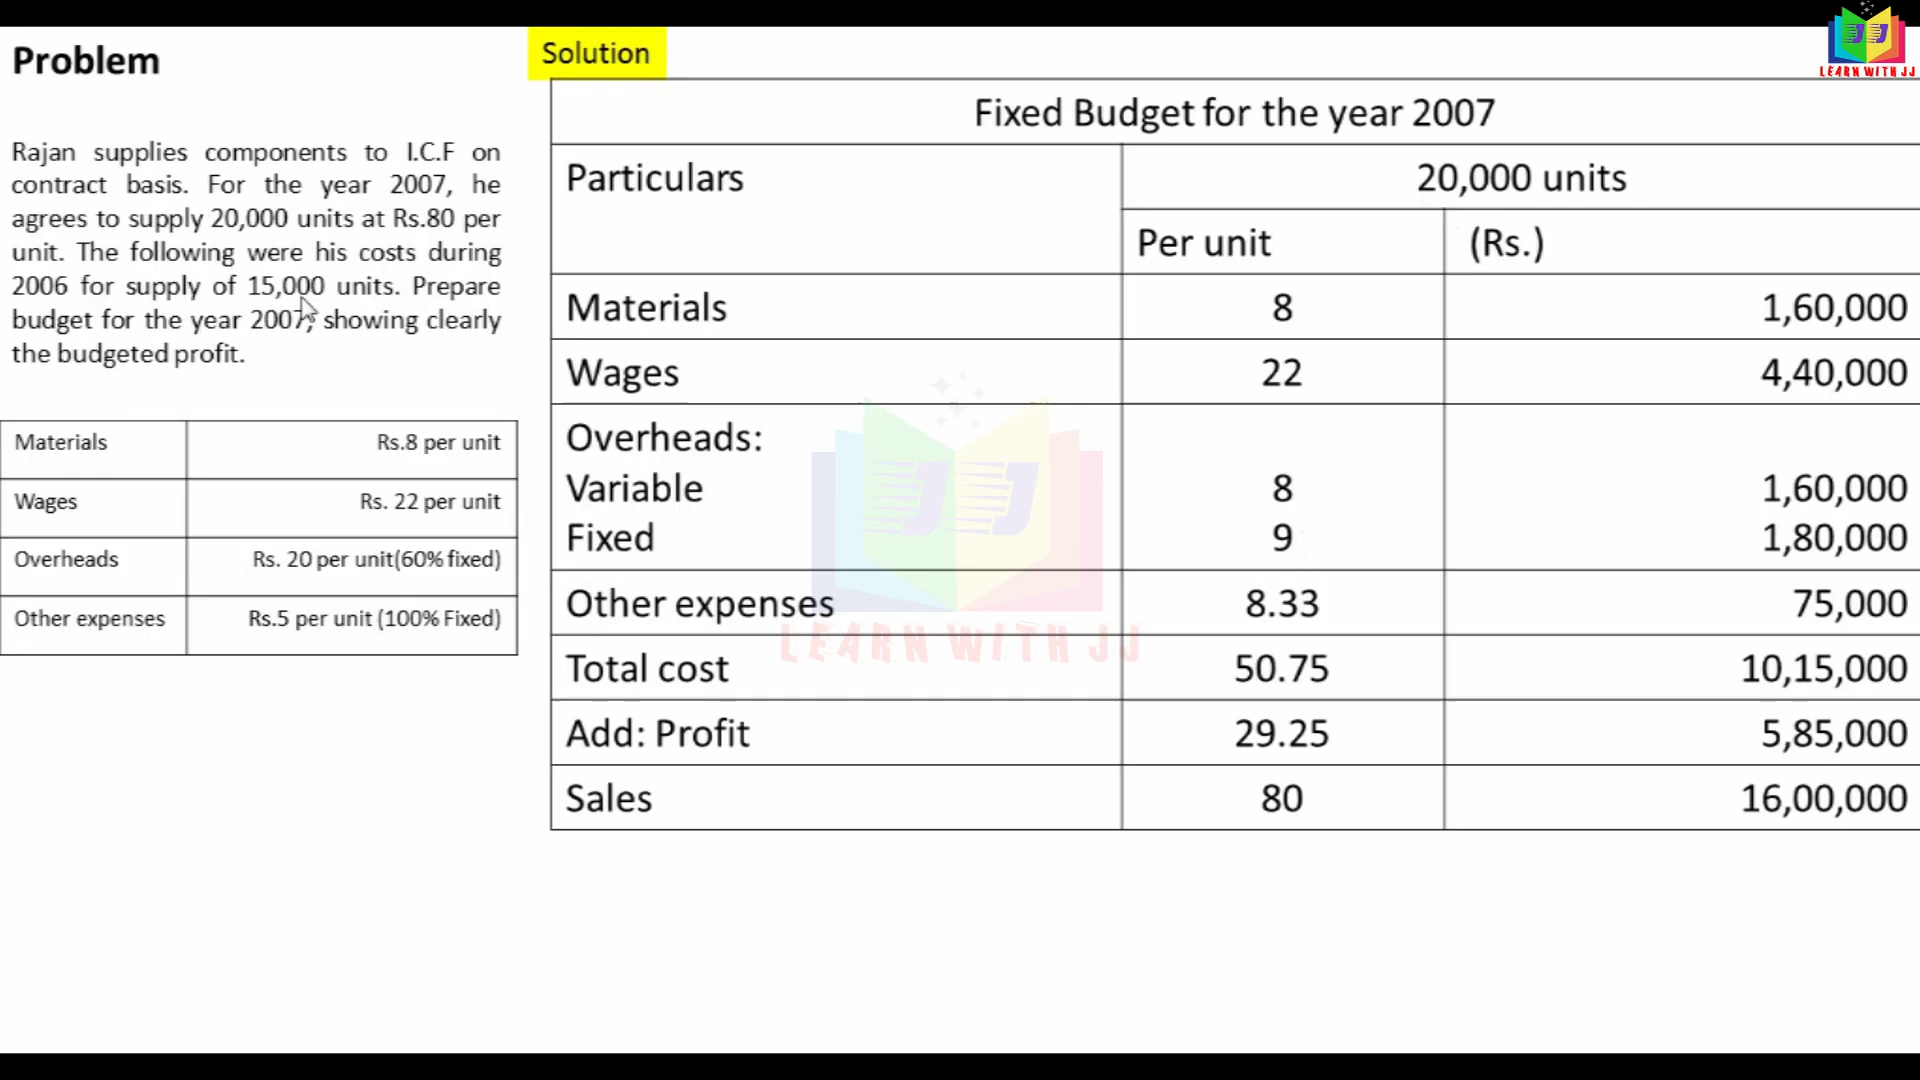 LEARN WITH JJ
Problem
Rajan supplies components to I.C.F on
contract basis. For the year 2007, he
agrees to supply 20,000 units at Rs.80 per
unit. The following were his costs during
2006 for supply of 15,000 units. Prepare
budget for the year 2007, showing clearly
the budgeted profit.
Materials Rs.8 per unit
Wages Rs. 22 per unit
Overheads Rs. 20 per unit(60% fixed)
Other expenses Rs.5 per unit (100% Fixed)
Solution
Fixed Budget for the year 2007
Particulars 20,000 units
Per unit (Rs.)
Materials 8 1,60,000
Wages 22 4,40,000
Overheads:
Variable 8 1,60,000
Fixed 9 1,80,000
Other expenses 8.33 75,000
Total cost 50.75 10,15,000
Add: Profit 29.25 5,85,000
Sales 80 16,00,000
JJ
LEARN WITH JJ